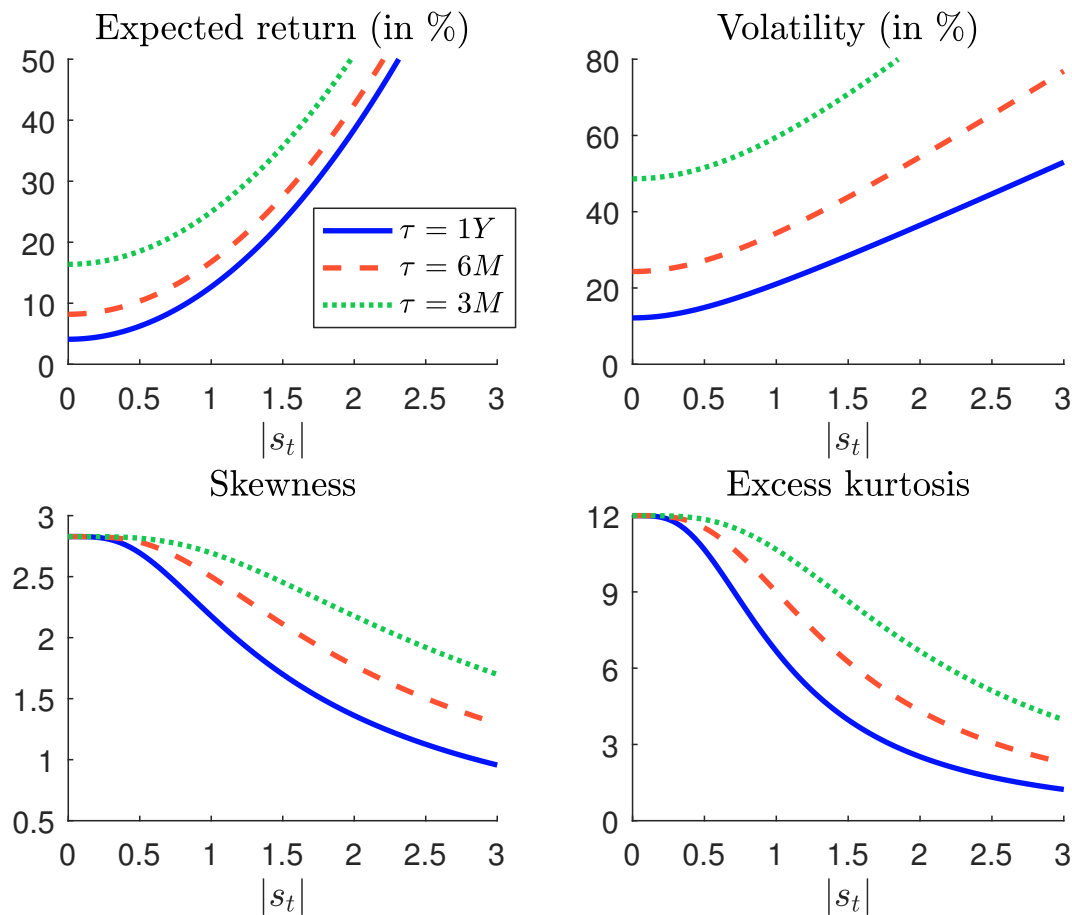 Expected return (in %)
50
40
30
20
10
0
0 0.5 1 1.5 2 2.5 3
|s_t|
τ = 1Y
τ = 6M
τ = 3M
Volatility (in %)
80
60
40
20
0
0 0.5 1 1.5 2 2.5 3
|s_t|
Skewness
3
2.5
2
1.5
1
0.5
0 0.5 1 1.5 2 2.5 3
|s_t|
Excess kurtosis
12
9
6
3
0
0 0.5 1 1.5 2 2.5 3
|s_t|